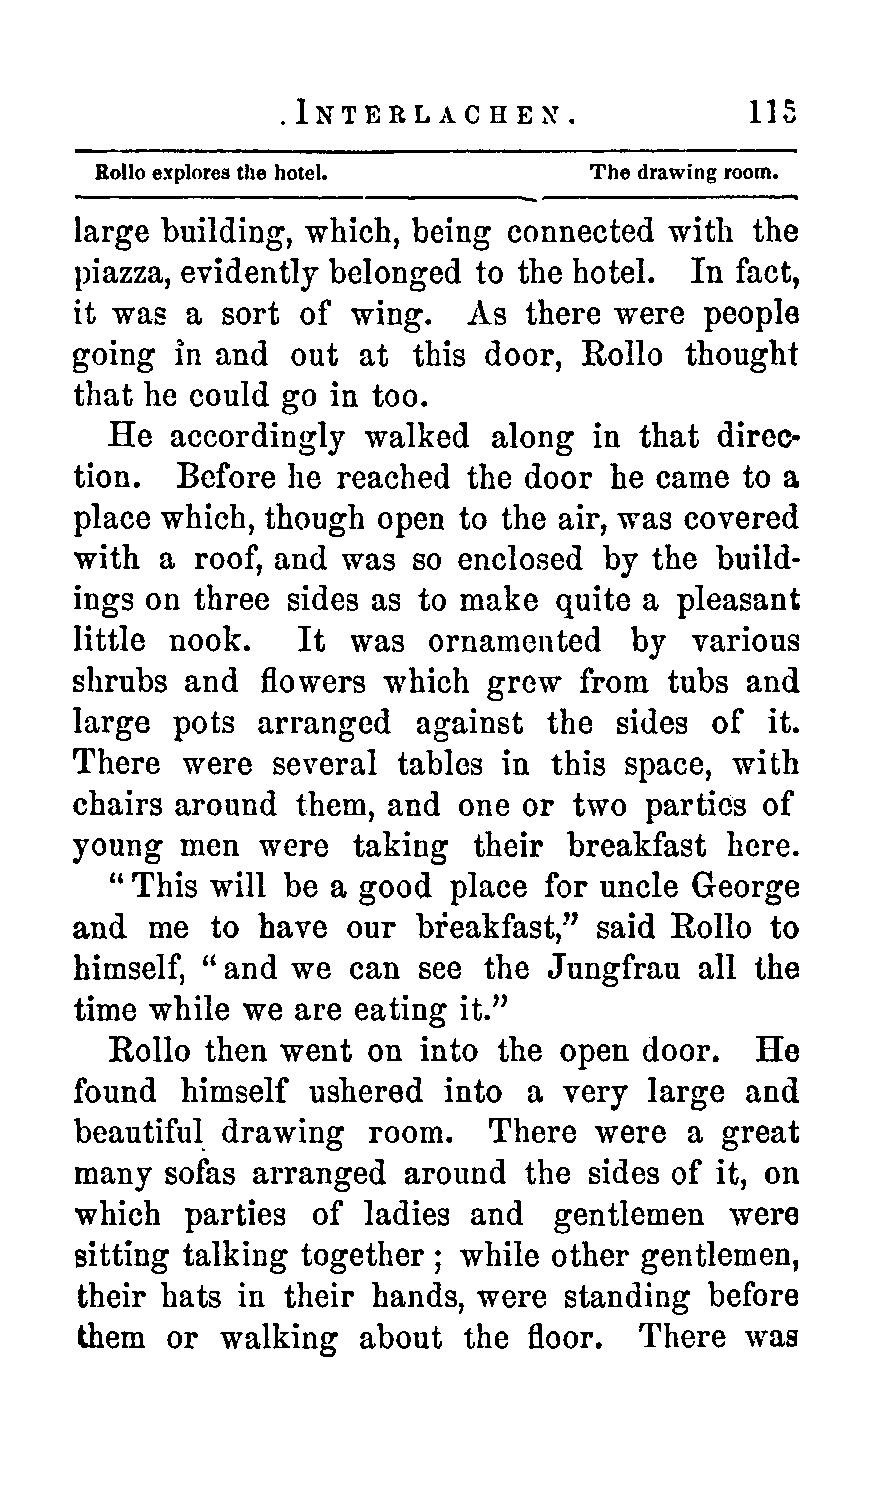 INTERLACHEN. 115
Rollo explores the hotel. The drawing room.
large building, which, being connected with the
piazza, evidently belonged to the hotel. In fact,
it was a sort of wing. As there were people
going in and out at this door, Rollo thought
that he could go in too.
He accordingly walked along in that direc-
tion. Before he reached the door he came to a
place which, though open to the air, was covered
with a roof, and was so enclosed by the build-
ings on three sides as to make quite a pleasant
little nook. It was ornamented by various
shrubs and flowers which grew from tubs and
large pots arranged against the sides of it.
There were several tables in this space, with
chairs around them, and one or two parties of
young men were taking their breakfast here.
“This will be a good place for uncle George
and me to have our breakfast,” said Rollo to
himself, “and we can see the Jungfrau all the
time while we are eating it.”
Rollo then went on into the open door. He
found himself ushered into a very large and
beautiful drawing room. There were a great
many sofas arranged around the sides of it, on
which parties of ladies and gentlemen were
sitting talking together; while other gentlemen,
their hats in their hands, were standing before
them or walking about the floor. There was